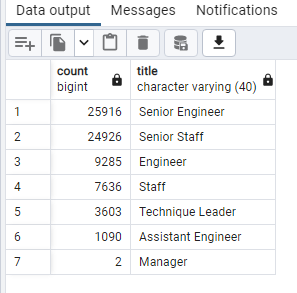 Data output Messages Notifications
count title
bigint character varying (40)
1 25916 Senior Engineer
2 24926 Senior Staff
3 9285 Engineer
4 7636 Staff
5 3603 Technique Leader
6 1090 Assistant Engineer
7 2 Manager